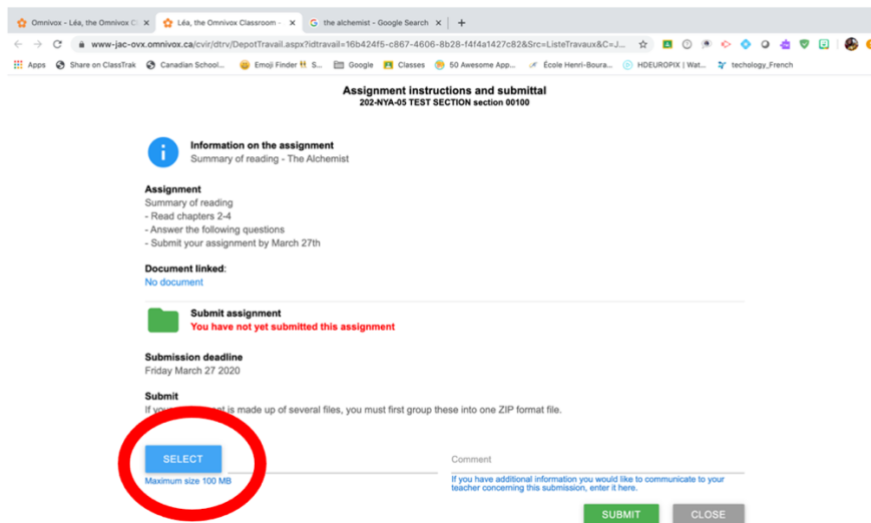 Omnivox - Léa, the Omnivox Cl
Léa, the Omnivox Classroom -
the alchemist - Google Search
www-jac-ovx.omnivox.ca/cvir/dtrv/DepotTravail.aspx?idtravail=16b424f5-c867-4606-8b28-f4f4a1427c82&Src=ListeTravaux&C=J...
Apps Share on ClassTrak Canadian School... Emoji Finder S... Google Classes 50 Awesome App... École Henri-Boura... HDEUROPIX | Wat... techology_French
Assignment instructions and submittal
202-NYA-05 TEST SECTION section 00100
Information on the assignment
Summary of reading - The Alchemist
Assignment
Summary of reading
- Read chapters 2-4
- Answer the following questions
- Submit your assignment by March 27th
Document linked:
No document
Submit assignment
You have not yet submitted this assignment
Submission deadline
Friday March 27 2020
Submit
If is made up of several files, you must first group these into one ZIP format file.
SELECT
Maximum size 100 MB
Comment
If you have additional information you would like to communicate to your
teacher concerning this submission, enter it here.
SUBMIT CLOSE